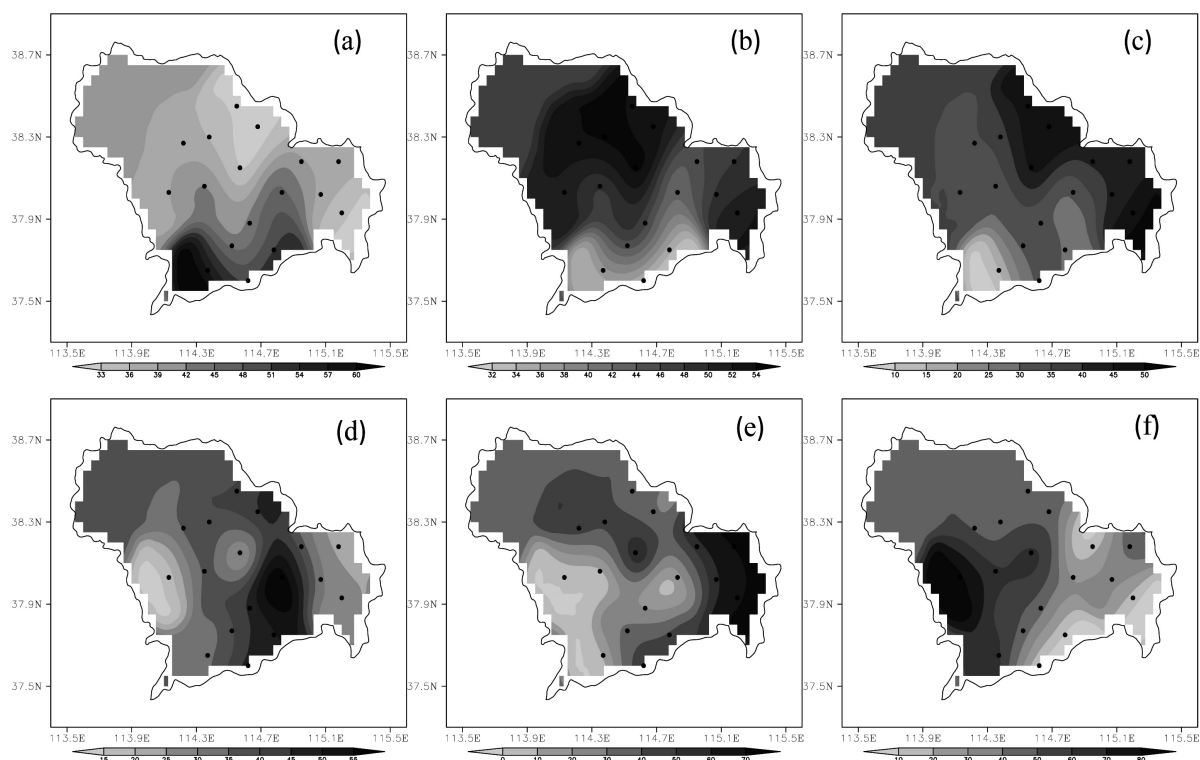 (a)
(b)
(c)
38.7N
38.3N
37.9N
37.5N
38.7N
38.3N
37.9N
37.5N
38.7N
38.3N
37.9N
37.5N
113.5E 113.9E 114.3E 114.7E 115.1E 115.5E
113.5E 113.9E 114.3E 114.7E 115.1E 115.5E
113.5E 113.9E 114.3E 114.7E 115.1E 115.5E
33 36 39 42 45 48 51 54 57 60
32 34 36 38 40 42 44 46 48 50 52 54
10 15 20 25 30 35 40 45 50
(d)
(e)
(f)
38.7N
38.3N
37.9N
37.5N
38.7N
38.3N
37.9N
37.5N
38.7N
38.3N
37.9N
37.5N
113.5E 113.9E 114.3E 114.7E 115.1E 115.5E
113.5E 113.9E 114.3E 114.7E 115.1E 115.5E
113.5E 113.9E 114.3E 114.7E 115.1E 115.5E
15 20 25 30 35 40 45 50 55
0 10 20 30 40 50 60 70
10 20 30 40 50 60 70 80